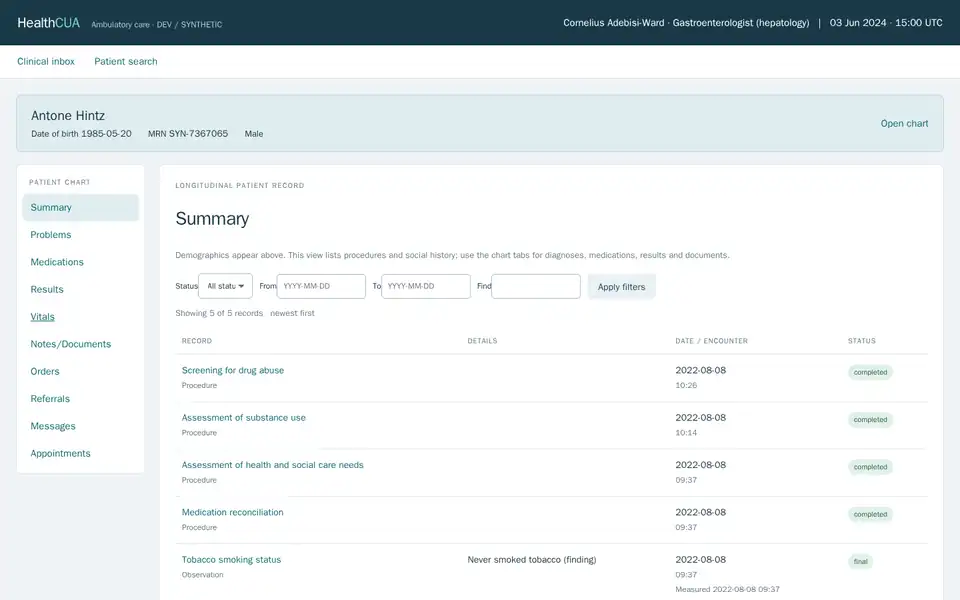 HealthCUA Ambulatory care · DEV / SYNTHETIC
Cornelius Adebisi-Ward · Gastroenterologist (hepatology) | 03 Jun 2024 · 15:00 UTC
Clinical inbox Patient search
Antone Hintz
Date of birth 1985-05-20 MRN SYN-7367065 Male
Open chart
PATIENT CHART
Summary
Problems
Medications
Results
Vitals
Notes/Documents
Orders
Referrals
Messages
Appointments
LONGITUDINAL PATIENT RECORD
Summary
Demographics appear above. This view lists procedures and social history; use the chart tabs for diagnoses, medications, results and documents.
Status All statu From YYYY-MM-DD To YYYY-MM-DD Find Apply filters
Showing 5 of 5 records newest first
RECORD DETAILS DATE / ENCOUNTER STATUS
Screening for drug abuse 2022-08-08 completed
Procedure 10:26
Assessment of substance use 2022-08-08 completed
Procedure 10:14
Assessment of health and social care needs 2022-08-08 completed
Procedure 09:37
Medication reconciliation 2022-08-08 completed
Procedure 09:37
Tobacco smoking status Never smoked tobacco (finding) 2022-08-08 final
Observation 09:37
Measured 2022-08-08 09:37